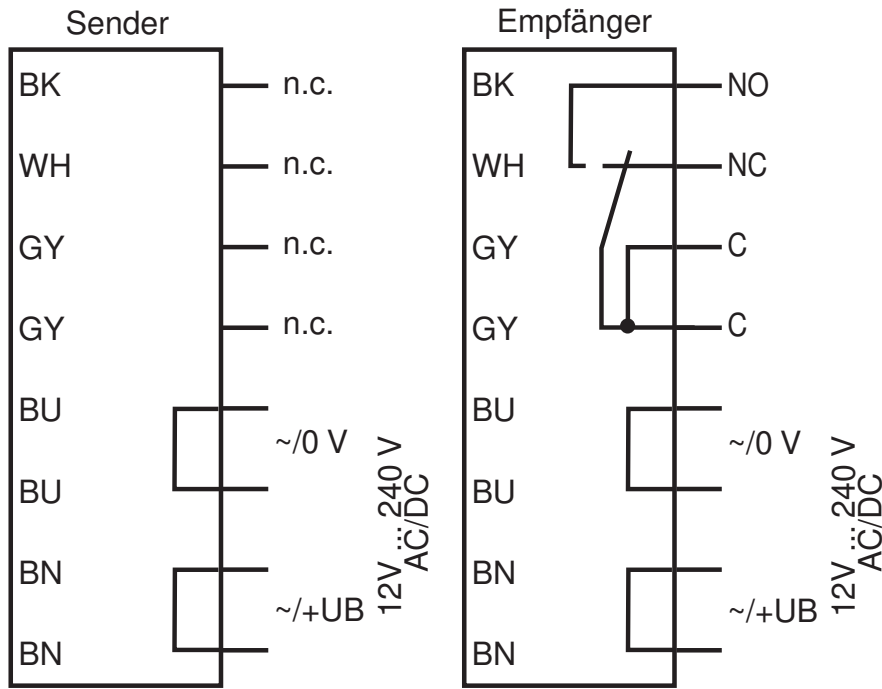 Sender
BK n.c.
WH n.c.
GY n.c.
GY n.c.
BU
~/0 V
BU
BN
~/+UB
BN
12V ... 240 V
AC/DC
Empfänger
BK NO
WH NC
GY C
GY C
BU
~/0 V
BU
BN
~/+UB
BN
12V ... 240 V
AC/DC